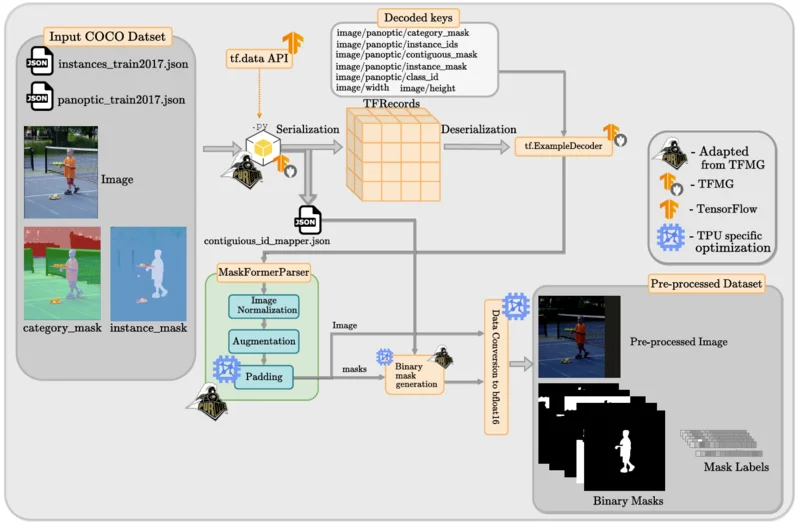 Input COCO Datset
JSON
instances_train2017.json
JSON
panoptic_train2017.json
Image
category_mask
instance_mask
tf.data API
-PY
Serialization
TFRecords
Deserialization
Decoded keys
image/panoptic/category_mask
image/panoptic/instance_ids
image/panoptic/contiguous_mask
image/panoptic/instance_mask
image/panoptic/class_id
image/width image/height
tf.ExampleDecoder
- Adapted
from TFMG
- TFMG
- TensorFlow
- TPU specific
optimization
JSON
contiguious_id_mapper.json
MaskFormerParser
Image
Normalization
Augmentation
Padding
Image
masks
Binary
mask
generation
Data Conversion to bfloat16
Pre-processed Dataset
Pre-processed Image
Binary Masks
Mask Labels